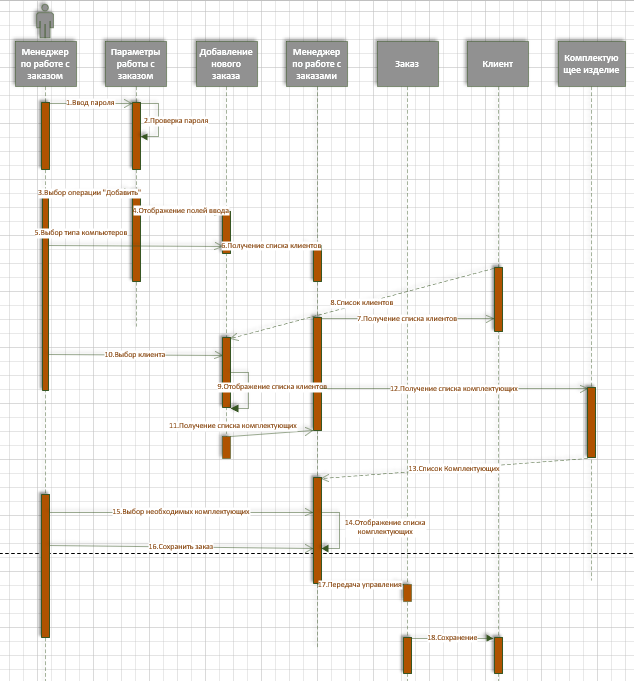 Менеджер
по работе с
заказом
Параметры
работы с
заказом
Добавление
нового
заказа
Менеджер
по работе с
заказами
Заказ
Клиент
Комплектую
щее изделие
1.Ввод пароля
2.Проверка пароля
3.Выбор операции "Добавить"
4.Отображение полей ввода
5.Выбор типа компьютеров
6.Получение списка клиентов
8.Список клиентов
7.Получение списка клиентов
10.Выбор клиента
9.Отображение списка клиентов
12.Получение списка комплектующих
11.Получение списка комплектующих
13.Список Комплектующих
15.Выбор необходимых комплектующих
14.Отображение списка
комплектующих
16.Сохранить заказ
17.Передача управления
18.Сохранение